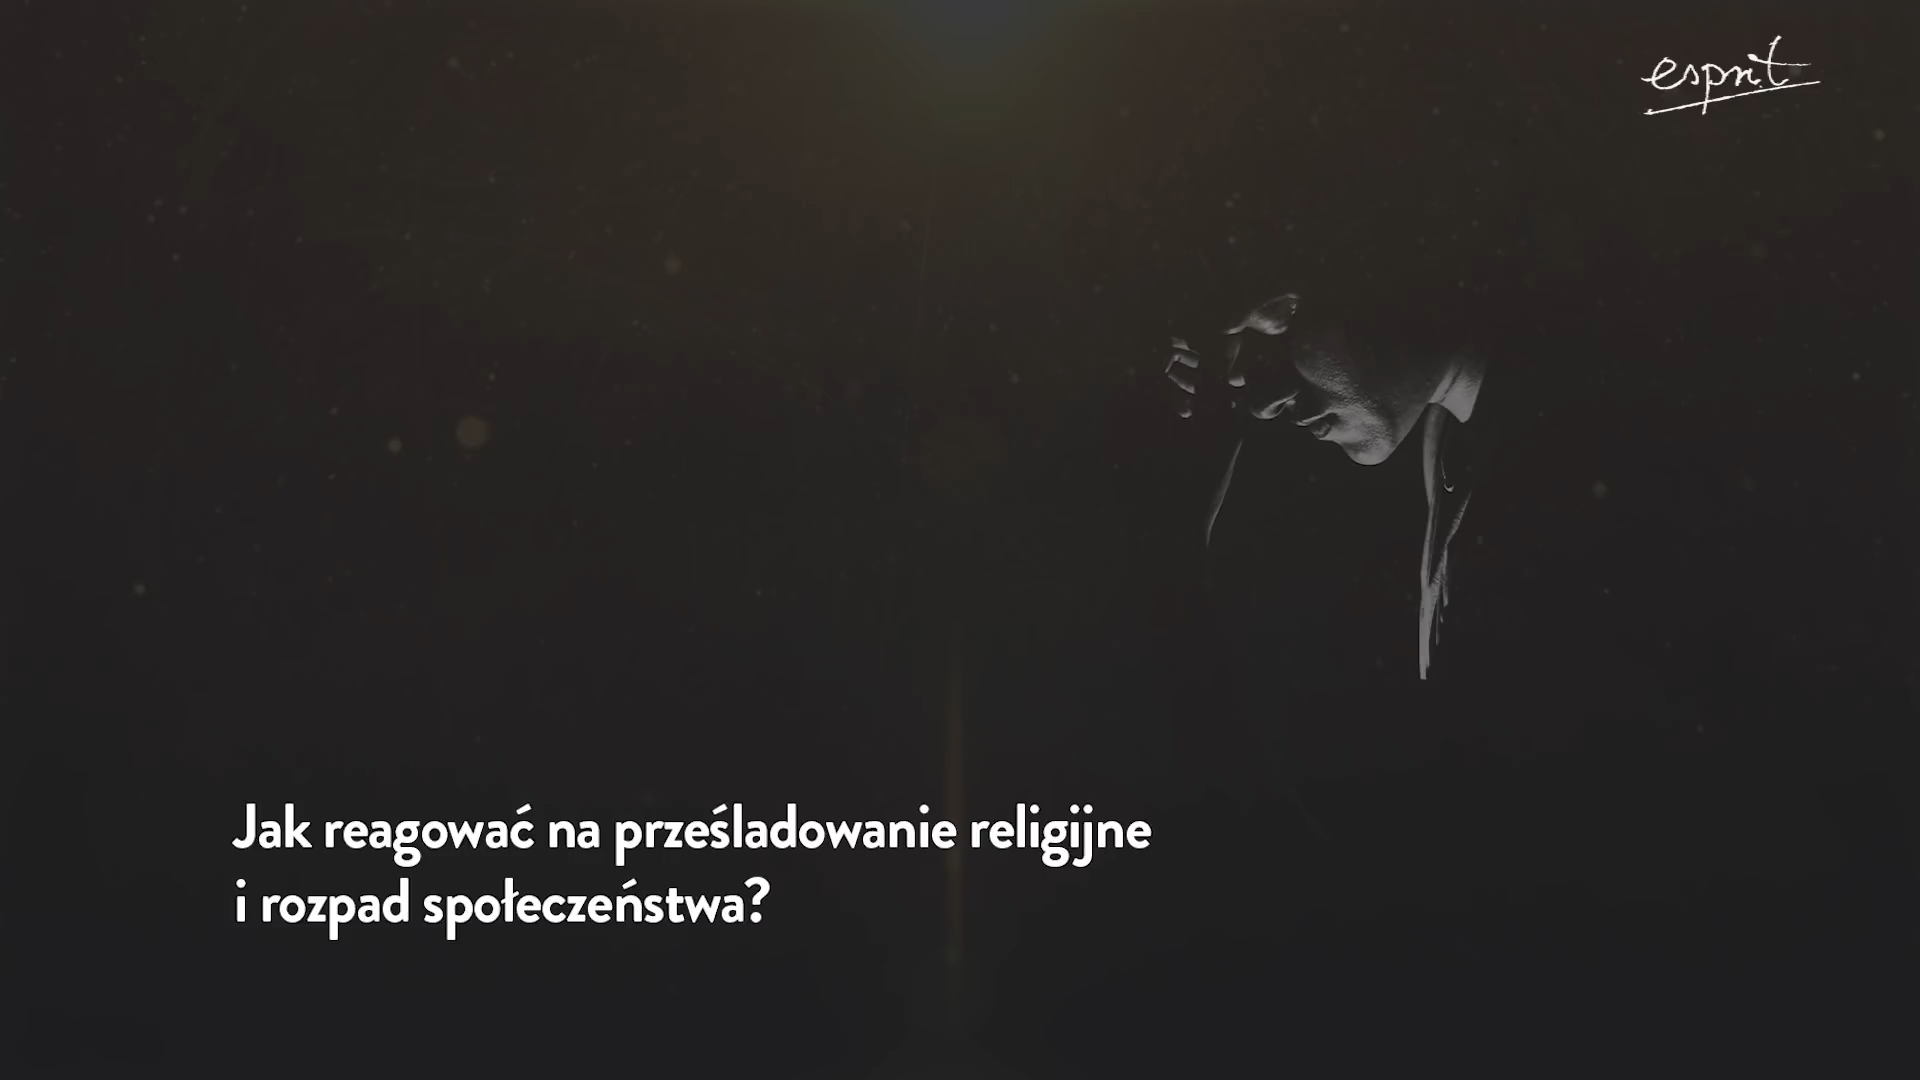 esprit
Jak reagować na prześladowanie religijne
i rozpad społeczeństwa?